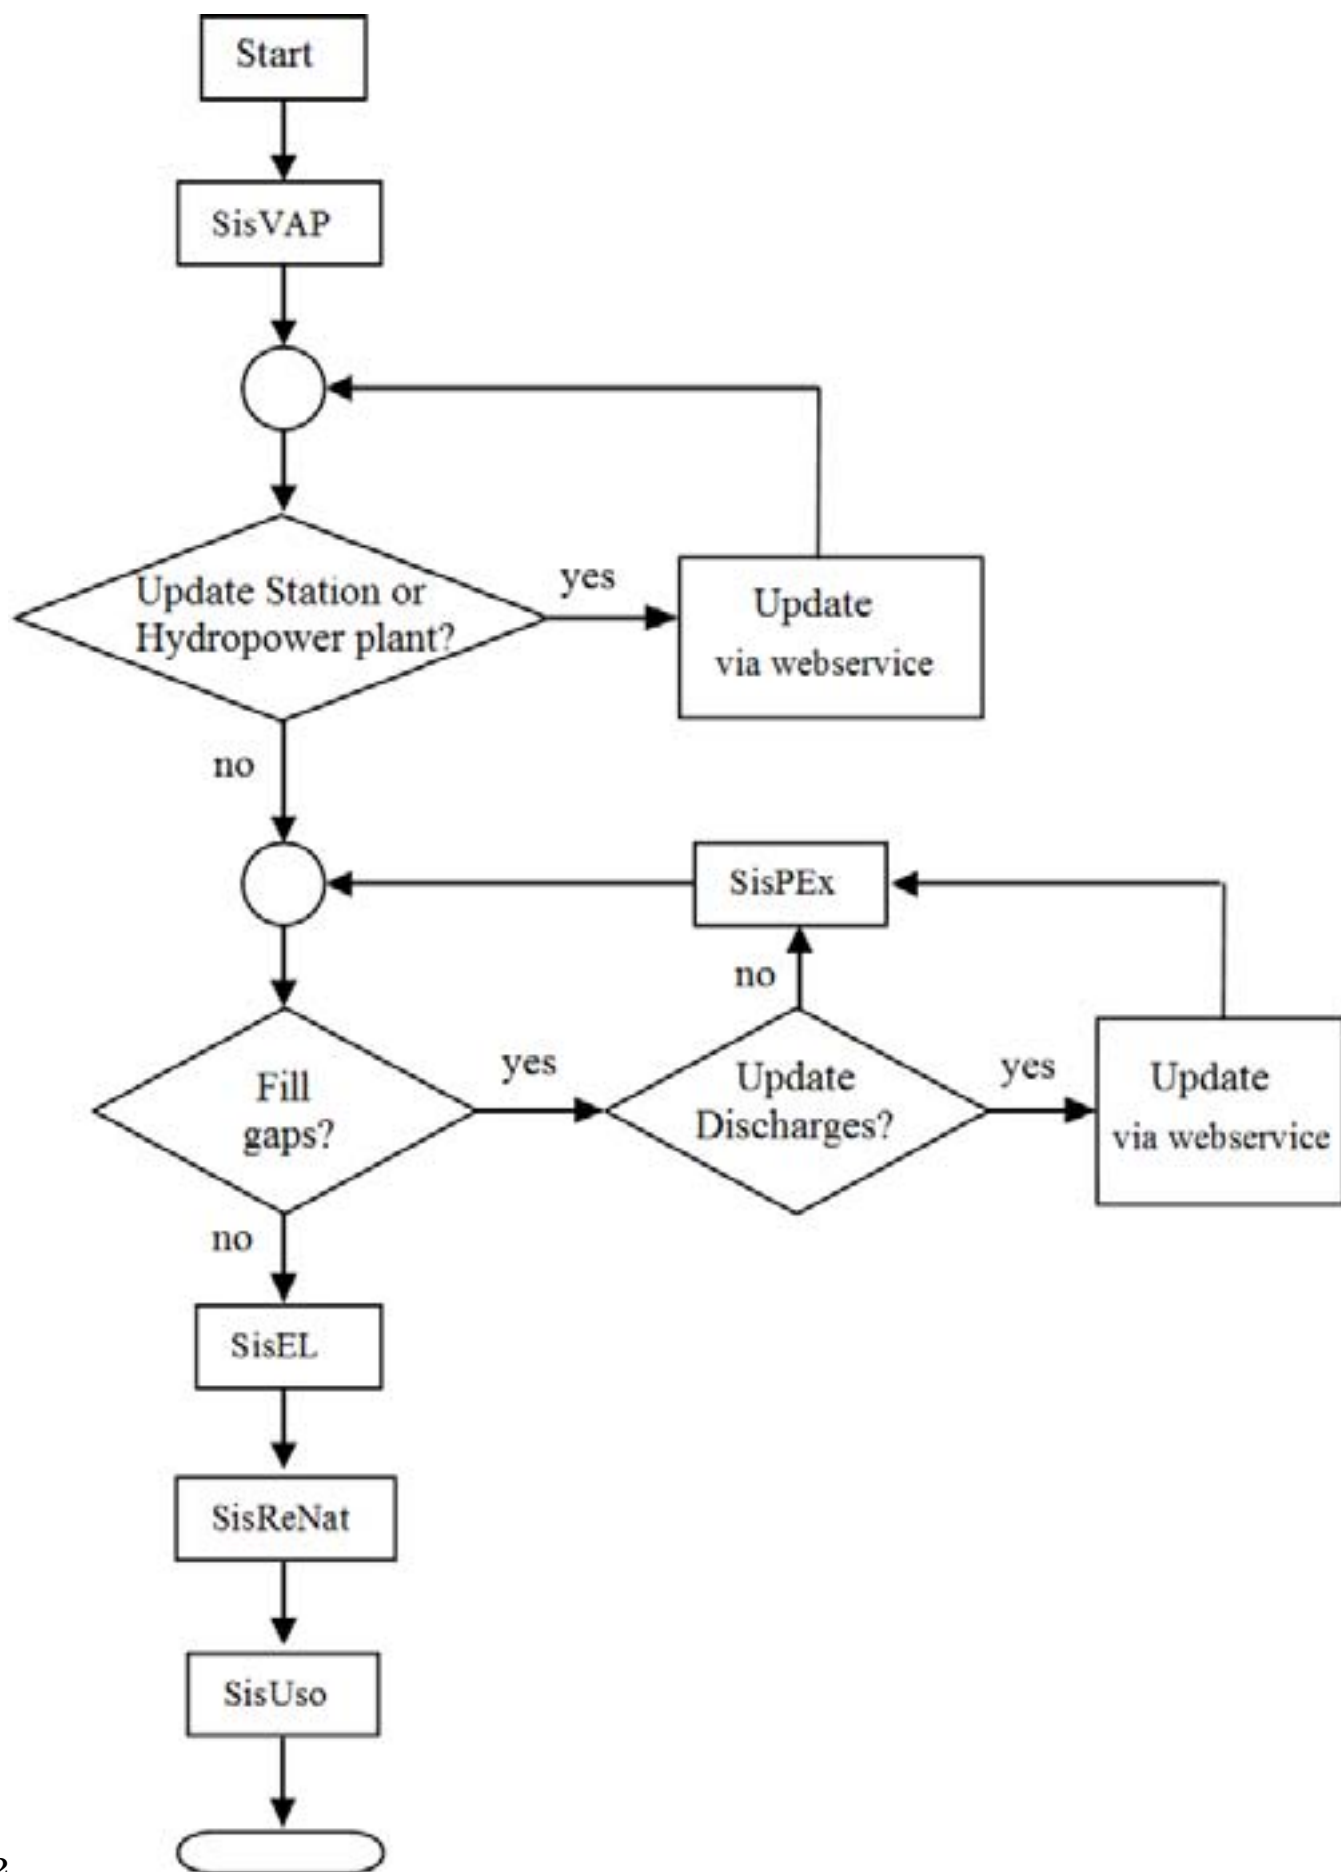 Start
SisVAP
Update Station or
Hydropower plant?
yes
Update
via webservice
no
SisPEx
no
Fill
gaps?
yes
Update
Discharges?
yes
Update
via webservice
no
SisEL
SisReNat
SisUso